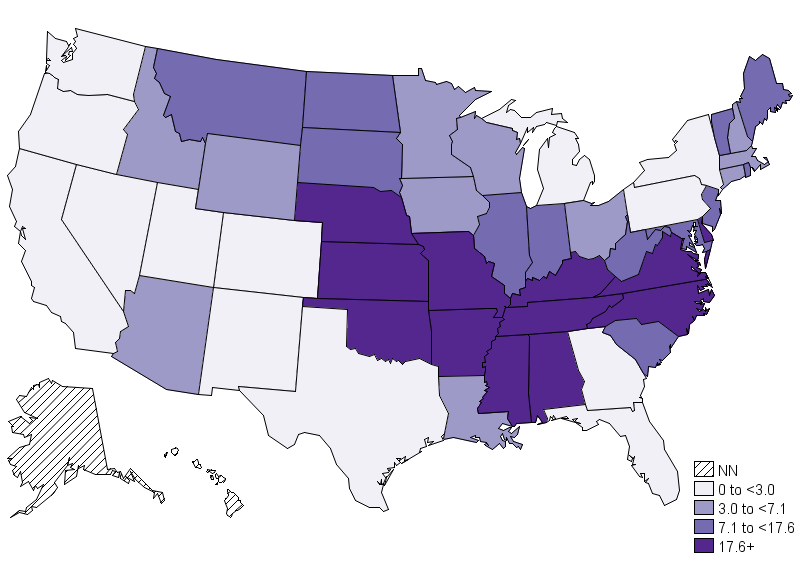 NN
0 to <3.0
3.0 to <7.1
7.1 to <17.6
17.6+